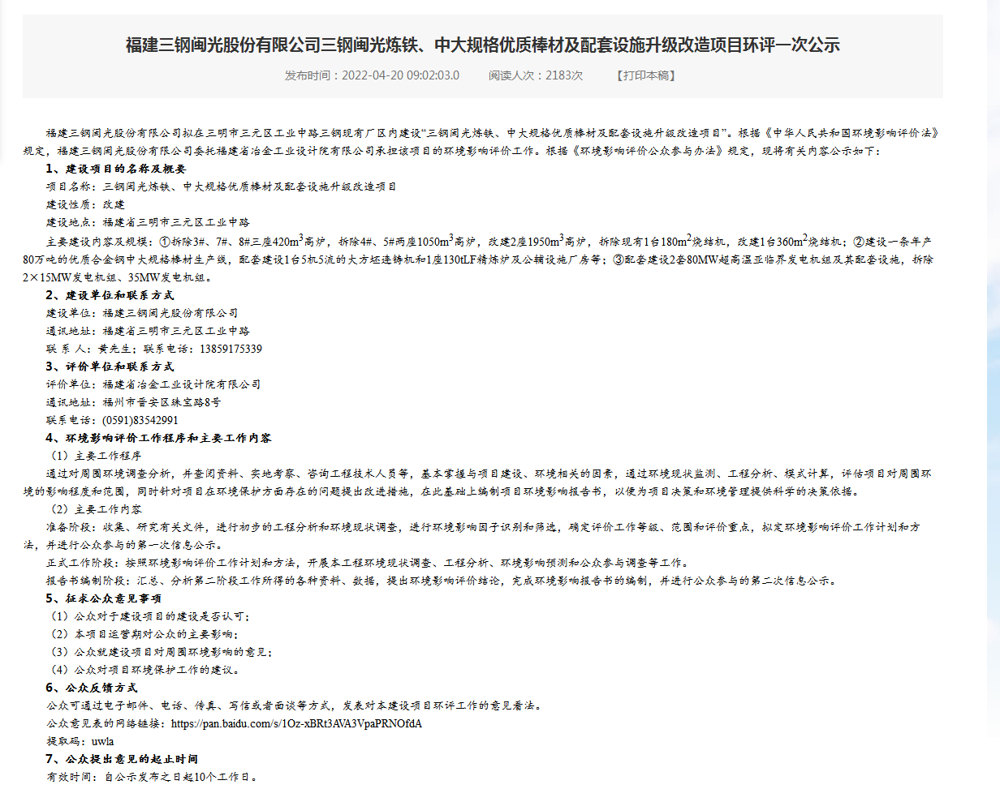 福建三钢闽光股份有限公司三钢闽光炼铁、中大规格优质棒材及配套设施升级改造项目环评一次公示
发布时间：2022-04-20 09:02:03.0 阅读人次：2183次 【打印本稿】
福建三钢闽光股份有限公司拟在三明市三元区工业中路三钢现有厂区内建设“三钢闽光炼铁、中大规格优质棒材及配套设施升级改造项目”。根据《中华人民共和国环境影响评价法》
规定，福建三钢闽光股份有限公司委托福建省冶金工业设计院有限公司承担该项目的环境影响评价工作。根据《环境影响评价公众参与办法》规定，现将有关内容公示如下：
1、建设项目的名称及概要
项目名称：三钢闽光炼铁、中大规格优质棒材及配套设施升级改造项目
建设性质：改建
建设地点：福建省三明市三元区工业中路
主要建设内容及规模：①拆除3#、7#、8#三座420m³高炉，拆除4#、5#两座1050m³高炉，改建2座1950m³高炉，拆除现有1台180m²烧结机，改建1台360m²烧结机；②建设一条年产
80万吨的优质合金钢中大规格棒材生产线，配套建设1台5机5流的大方坯连铸机和1座130tLF精炼炉及公辅设施厂房等；③配套建设2套80MW超高温亚临界发电机组及其配套设施，拆除
2×15MW发电机组、35MW发电机组。
2、建设单位和联系方式
建设单位：福建三钢闽光股份有限公司
通讯地址：福建省三明市三元区工业中路
联 系 人：黄先生；联系电话：13859175339
3、评价单位和联系方式
评价单位：福建省冶金工业设计院有限公司
通讯地址：福州市晋安区珠宝路8号
联系电话：(0591)83542991
4、环境影响评价工作程序和主要工作内容
（1）主要工作程序
通过对周围环境调查分析，并查阅资料、实地考察、咨询工程技术人员等，基本掌握与项目建设、环境相关的因素，通过环境现状监测、工程分析、模式计算，评估项目对周围环
境的影响程度和范围，同时针对项目在环境保护方面存在的问题提出改进措施，在此基础上编制项目环境影响报告书，以便为项目决策和环境管理提供科学的决策依据。
（2）主要工作内容
准备阶段：收集、研究有关文件，进行初步的工程分析和环境现状调查，进行环境影响因子识别和筛选，确定评价工作等级、范围和评价重点，拟定环境影响评价工作计划和方
法，并进行公众参与的第一次信息公示。
正式工作阶段：按照环境影响评价工作计划和方法，开展本工程环境现状调查、工程分析、环境影响预测和公众参与调查等工作。
报告书编制阶段：汇总、分析第二阶段工作所得的各种资料、数据，提出环境影响评价结论，完成环境影响报告书的编制，并进行公众参与的第二次信息公示。
5、征求公众意见事项
（1）公众对于建设项目的建设是否认可；
（2）本项目运营期对公众的主要影响；
（3）公众就建设项目对周围环境影响的意见；
（4）公众对项目环境保护工作的建议。
6、公众反馈方式
公众可通过电子邮件、电话、传真、写信或者面谈等方式，发表对本建设项目环评工作的意见看法。
公众意见表的网络链接：https://pan.baidu.com/s/1Oz-xBRt3AVA3VpaPRNOfdA
提取码：uwla
7、公众提出意见的起止时间
有效时间：自公示发布之日起10个工作日。